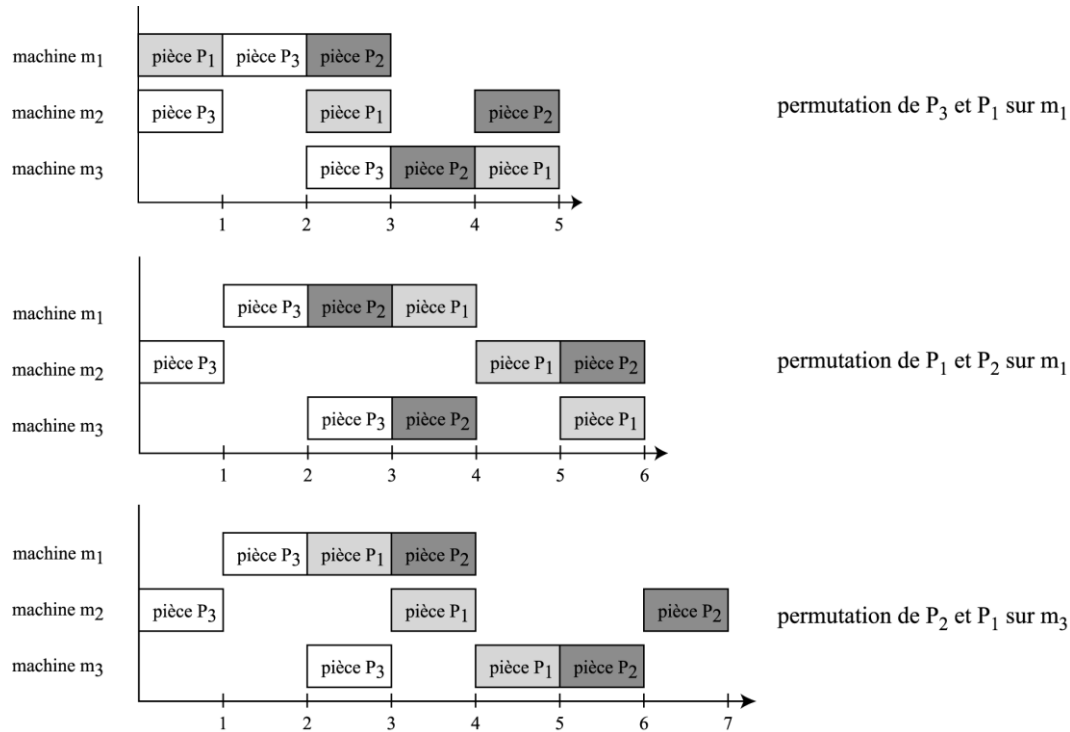 machine m1 pièce P1 pièce P3 pièce P2
machine m2 pièce P3 pièce P1 pièce P2
permutation de P3 et P1 sur m1
machine m3 pièce P3 pièce P2 pièce P1
1 2 3 4 5
machine m1 pièce P3 pièce P2 pièce P1
machine m2 pièce P3 pièce P1 pièce P2
permutation de P1 et P2 sur m1
machine m3 pièce P3 pièce P2 pièce P1
1 2 3 4 5 6
machine m1 pièce P3 pièce P1 pièce P2
machine m2 pièce P3 pièce P1 pièce P2
permutation de P2 et P1 sur m3
machine m3 pièce P3 pièce P1 pièce P2
1 2 3 4 5 6 7